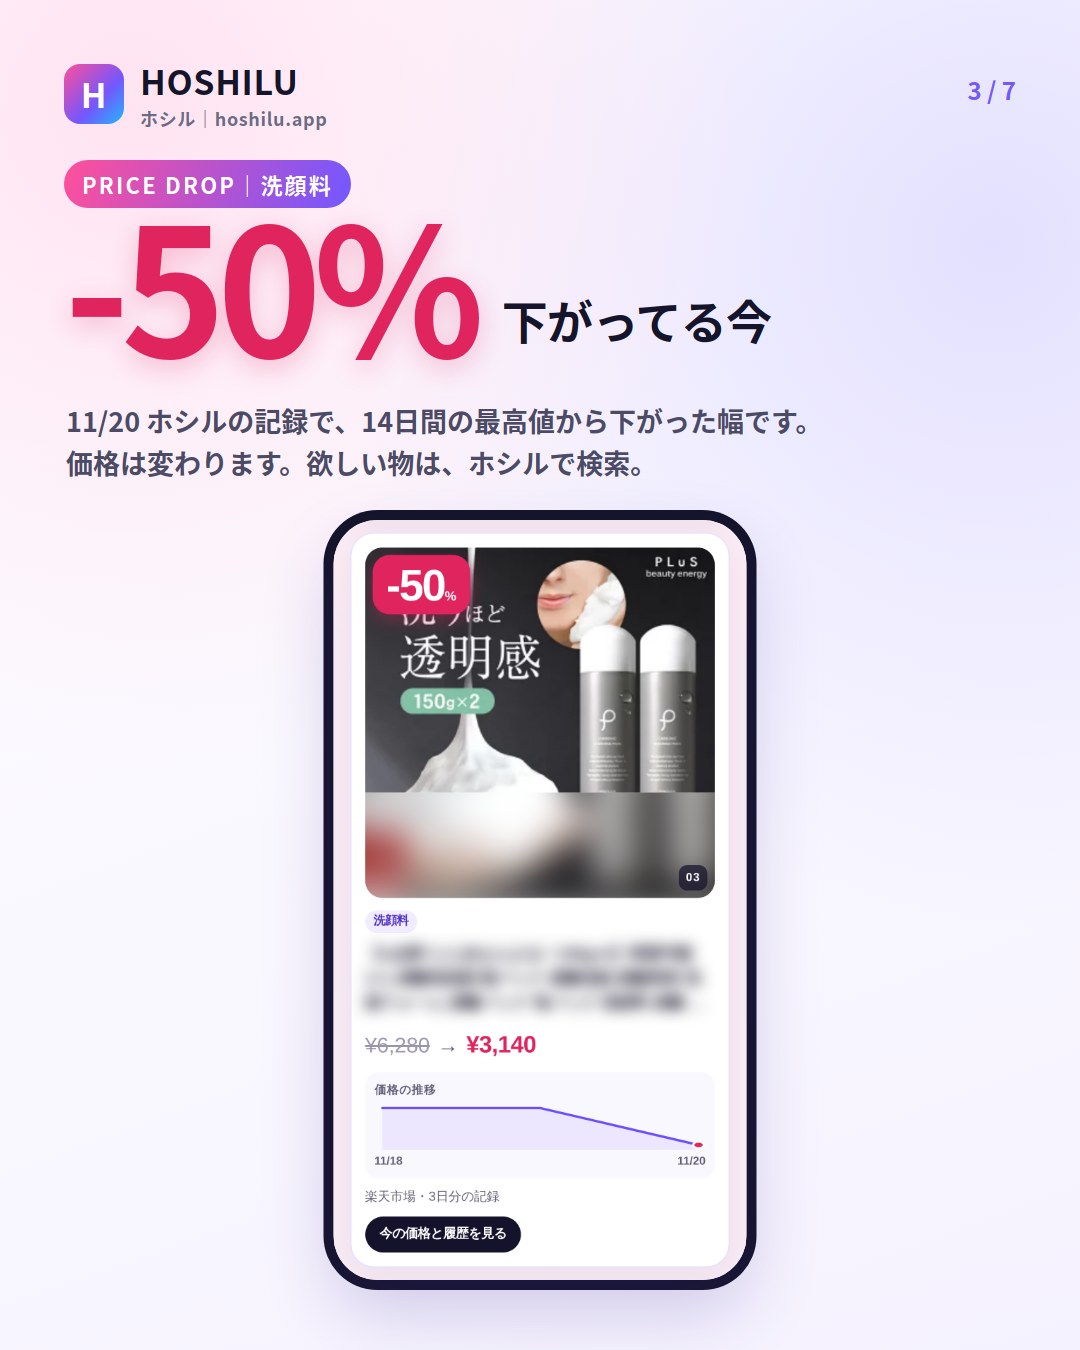 H
HOSHILU
ホシル｜hoshilu.app
3 / 7
PRICE DROP｜洗顔料
-50% 下がってる今
11/20 ホシルの記録で、14日間の最高値から下がった幅です。
価格は変わります。欲しい物は、ホシルで検索。
-50%
PLuS
beauty energy
ほど
透明感
150g×2
03
洗顔料
¥6,280 → ¥3,140
価格の推移
11/18
11/20
楽天市場・3日分の記録
今の価格と履歴を見る